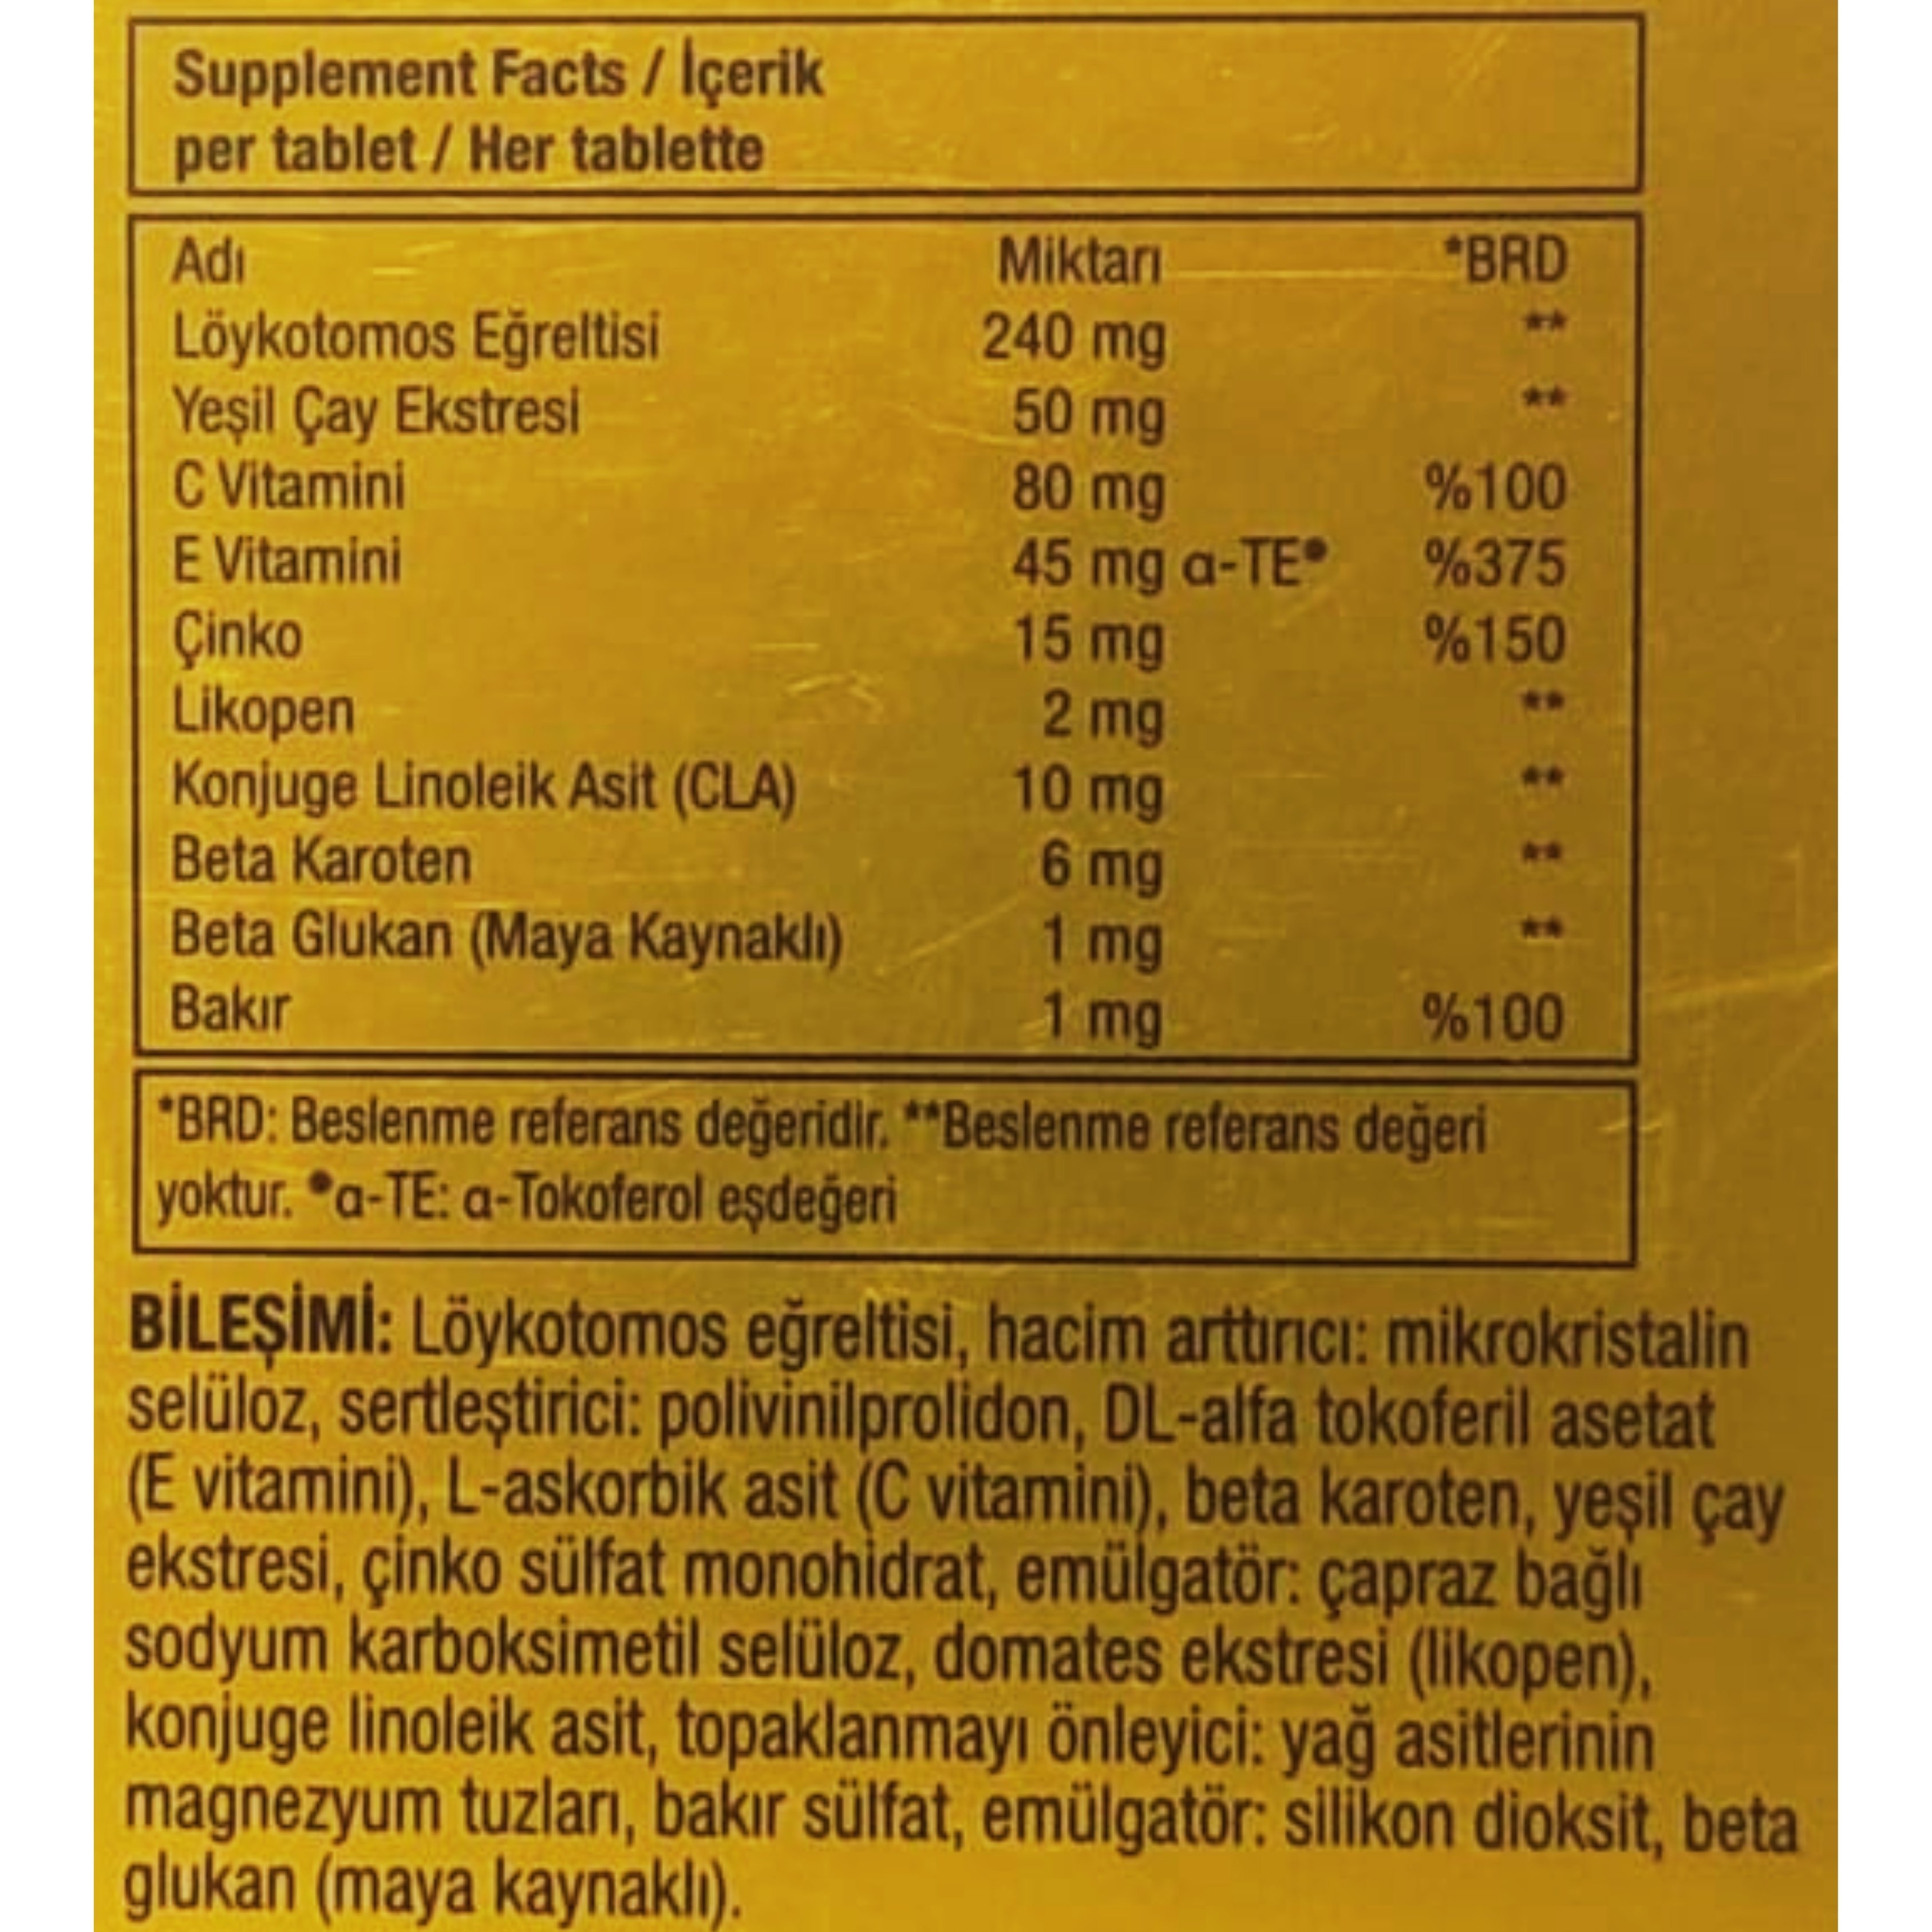 Supplement Facts / İçerik
per tablet / Her tablette
Adı Miktarı *BRD
Löykotomos Eğreltisi 240 mg **
Yeşil Çay Ekstresi 50 mg **
C Vitamini 80 mg %100
E Vitamini 45 mg α-TE● %375
Çinko 15 mg %150
Likopen 2 mg **
Konjuge Linoleik Asit (CLA) 10 mg **
Beta Karoten 6 mg **
Beta Glukan (Maya Kaynaklı) 1 mg **
Bakır 1 mg %100
*BRD: Beslenme referans değeridir. **Beslenme referans değeri
yoktur. ●α-TE: α-Tokoferol eşdeğeri
BİLEŞİMİ: Löykotomos eğreltisi, hacim arttırıcı: mikrokristalin
selüloz, sertleştirici: polivinilprolidon, DL-alfa tokoferil asetat
(E vitamini), L-askorbik asit (C vitamini), beta karoten, yeşil çay
ekstresi, çinko sülfat monohidrat, emülgatör: çapraz bağlı
sodyum karboksimetil selüloz, domates ekstresi (likopen),
konjuge linoleik asit, topaklanmayı önleyici: yağ asitlerinin
magnezyum tuzları, bakır sülfat, emülgatör: silikon dioksit, beta
glukan (maya kaynaklı).